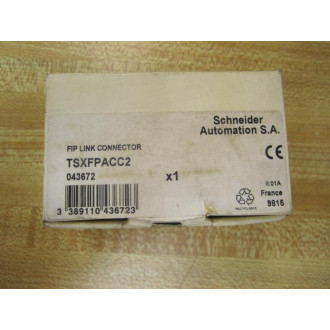 Schneider
Automation S.A.
FIP LINK CONNECTOR
TSXFPACC2
043672
x1
CE
France
9816
3 389110 436723